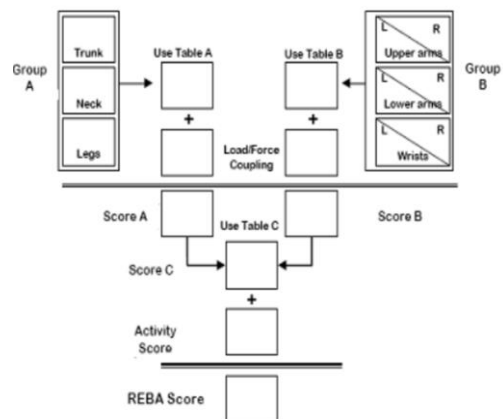 Group
A
Trunk
Neck
Legs
Use Table A
+
Use Table B
+
Load/Force
Coupling
L R
Upper arms
L R
Lower arms
L R
Wrists
Group
B
Score A
Score B
Use Table C
Score C
+
Activity
Score
REBA Score